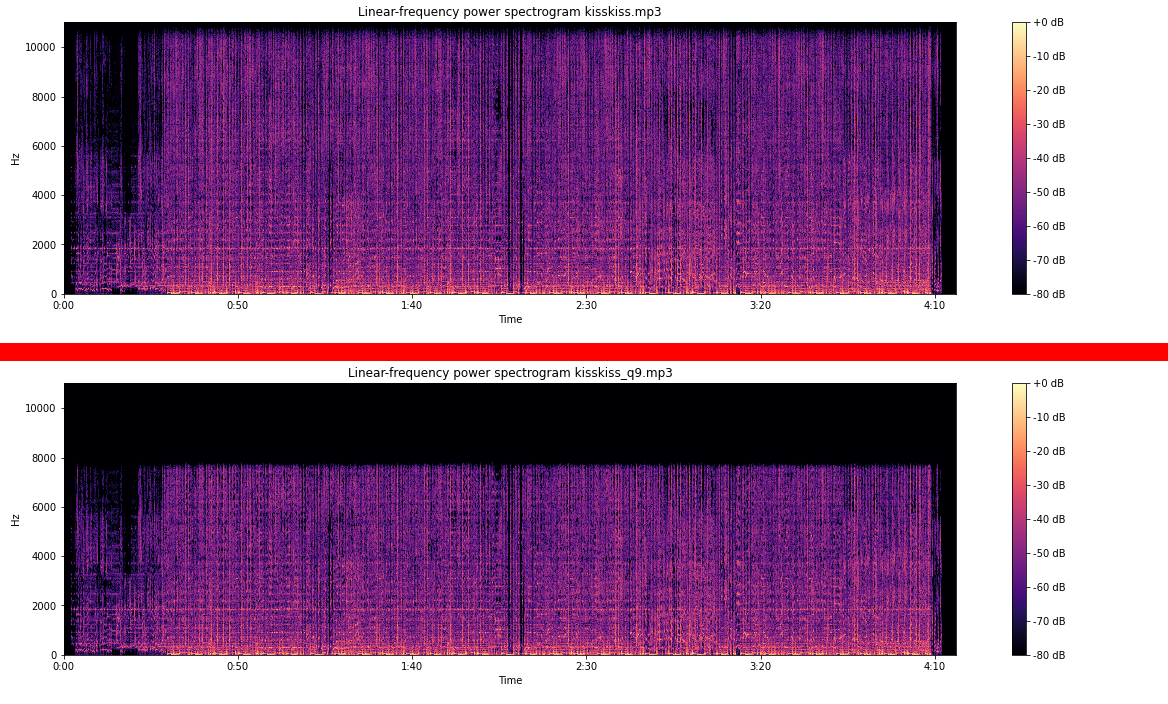 Linear-frequency power spectrogram kisskiss.mp3
10000
8000
6000
4000
2000
0
Hz
0:00 0:50 1:40 2:30 3:20 4:10
Time
+0 dB
-10 dB
-20 dB
-30 dB
-40 dB
-50 dB
-60 dB
-70 dB
-80 dB
Linear-frequency power spectrogram kisskiss_q9.mp3
10000
8000
6000
4000
2000
0
Hz
0:00 0:50 1:40 2:30 3:20 4:10
Time
+0 dB
-10 dB
-20 dB
-30 dB
-40 dB
-50 dB
-60 dB
-70 dB
-80 dB